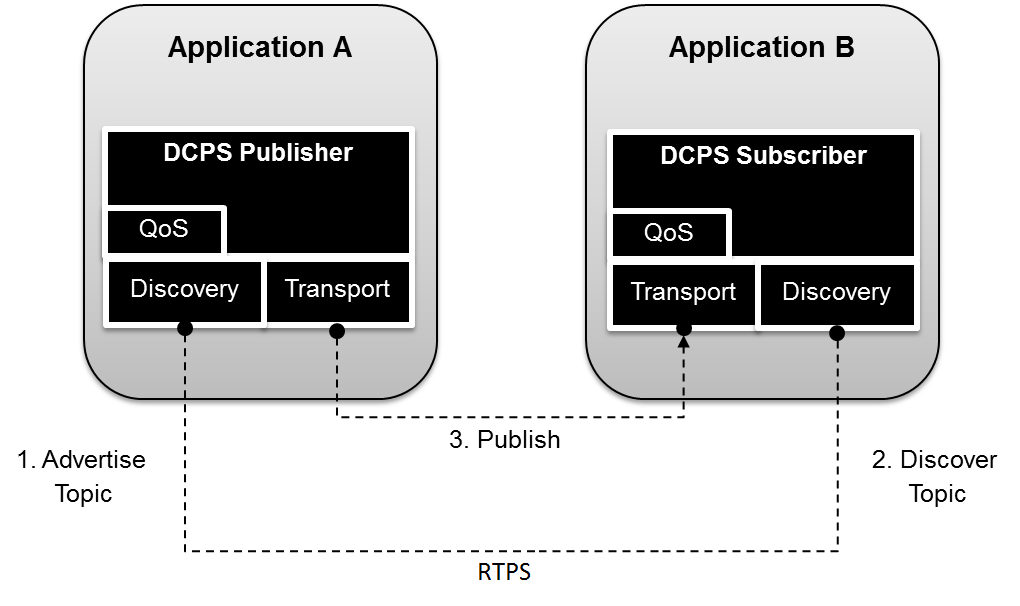 Application A
DCPS Publisher
QoS
Discovery
Transport
Application B
DCPS Subscriber
QoS
Transport
Discovery
3. Publish
1. Advertise
Topic
2. Discover
Topic
RTPS